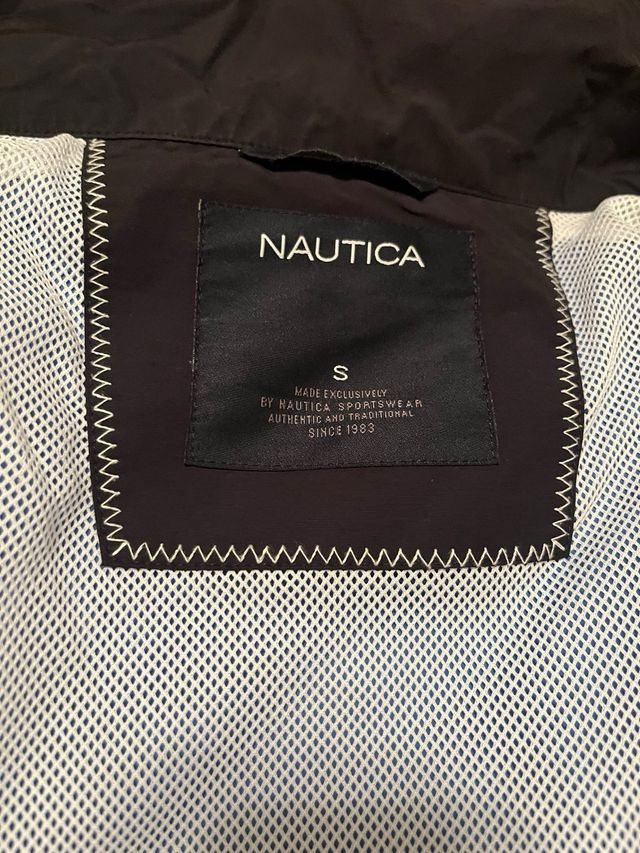 NAUTICA
S
MADE EXCLUSIVELY
BY NAUTICA SPORTSWEAR
AUTHENTIC AND TRADITIONAL
SINCE 1983